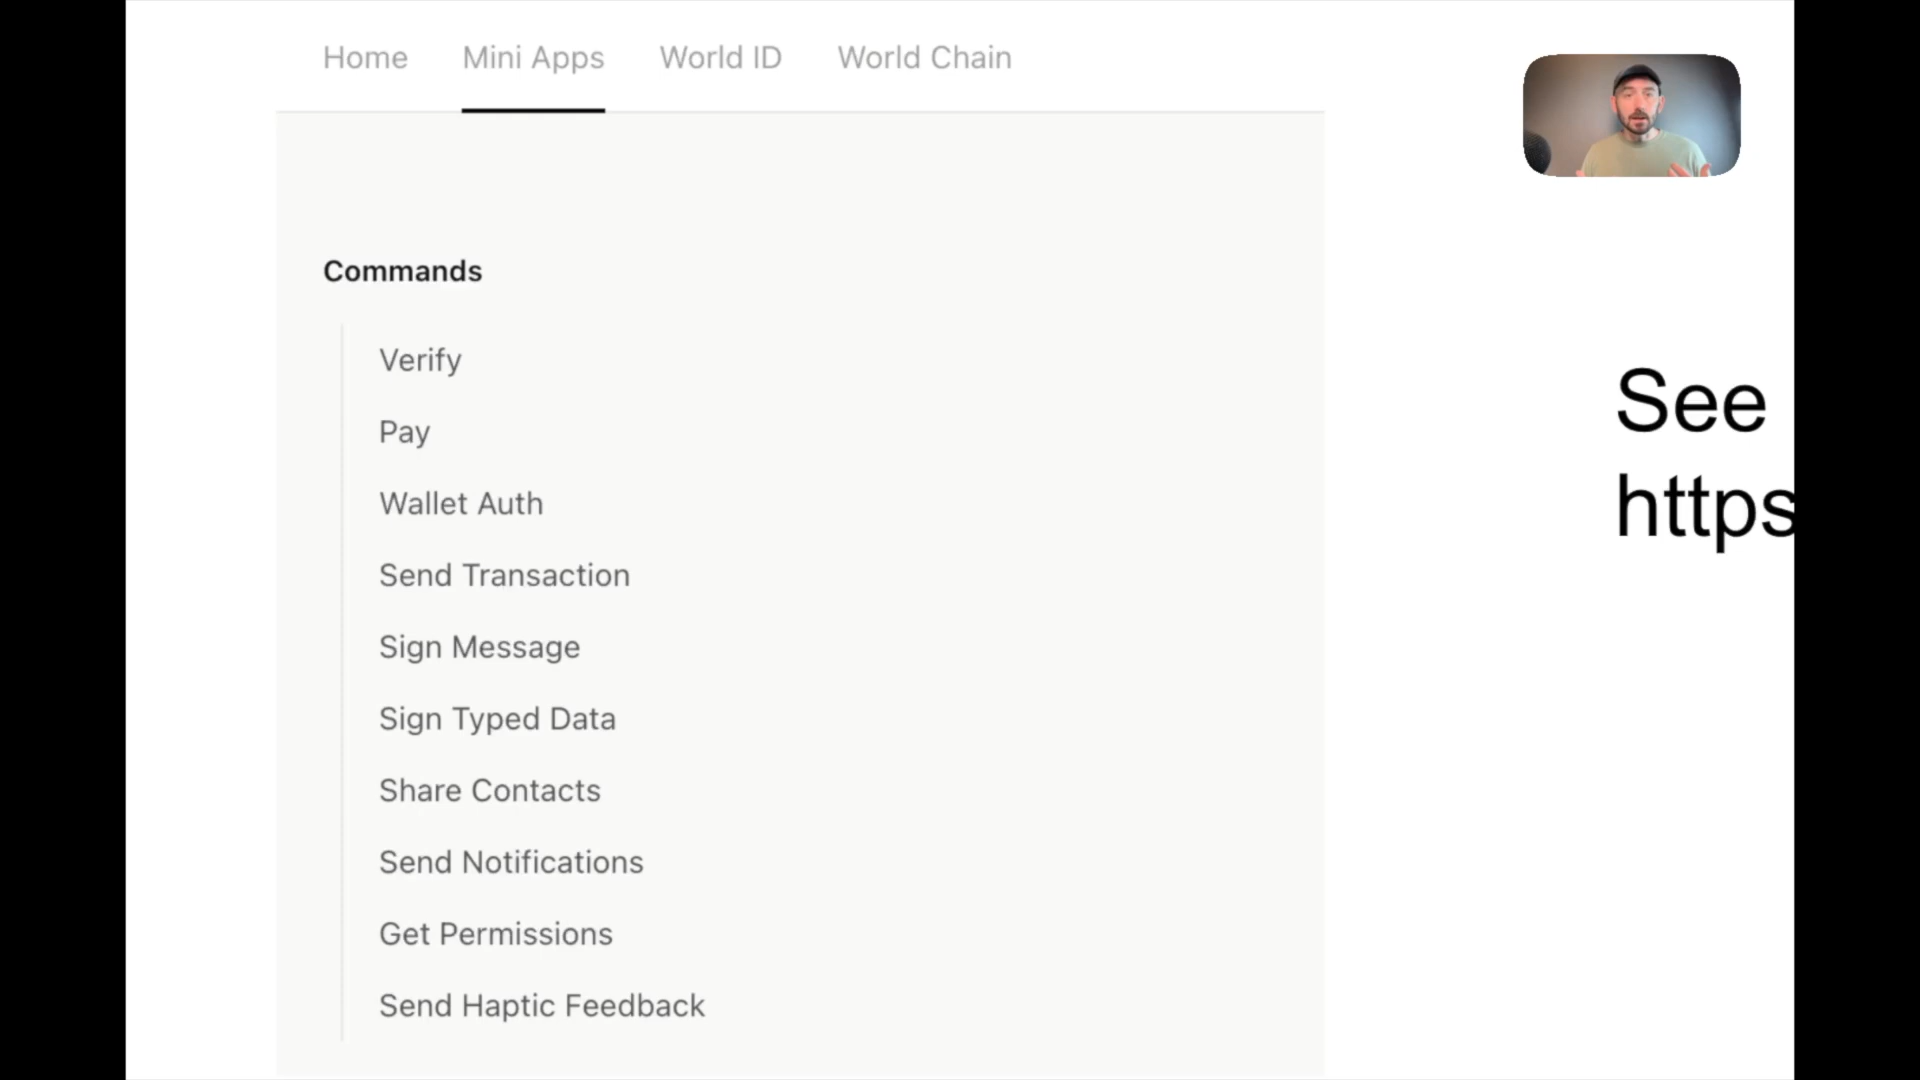 Home Mini Apps World ID World Chain
Commands
Verify
Pay
Wallet Auth
Send Transaction
Sign Message
Sign Typed Data
Share Contacts
Send Notifications
Get Permissions
Send Haptic Feedback
See
https